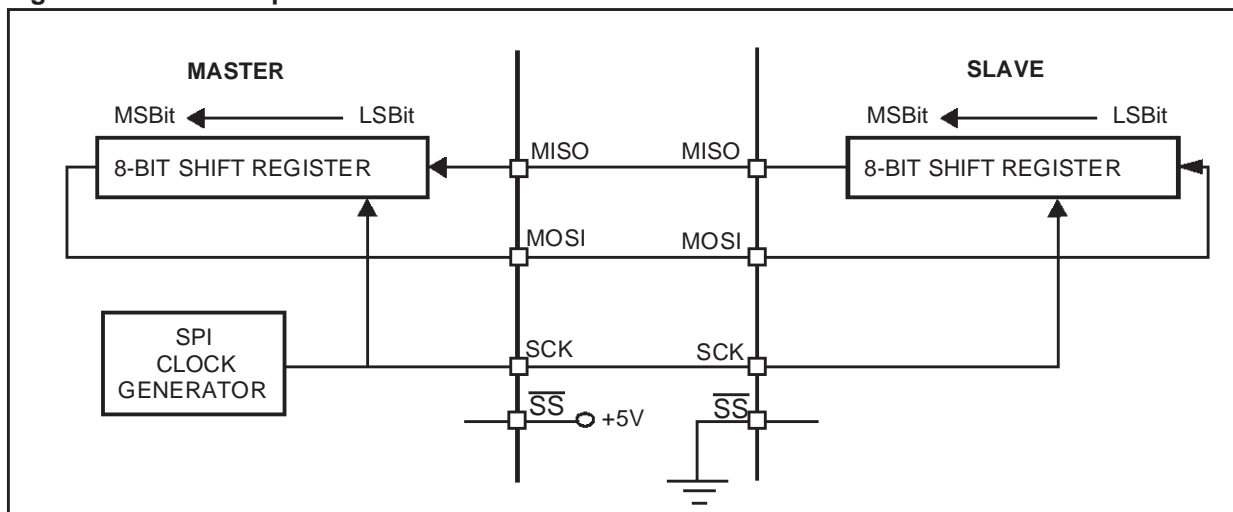 MASTER
SLAVE
MSBit LSBit
MSBit LSBit
8-BIT SHIFT REGISTER
8-BIT SHIFT REGISTER
MISO MISO
MOSI MOSI
SPI
CLOCK
GENERATOR
SCK SCK
SS +5V
SS